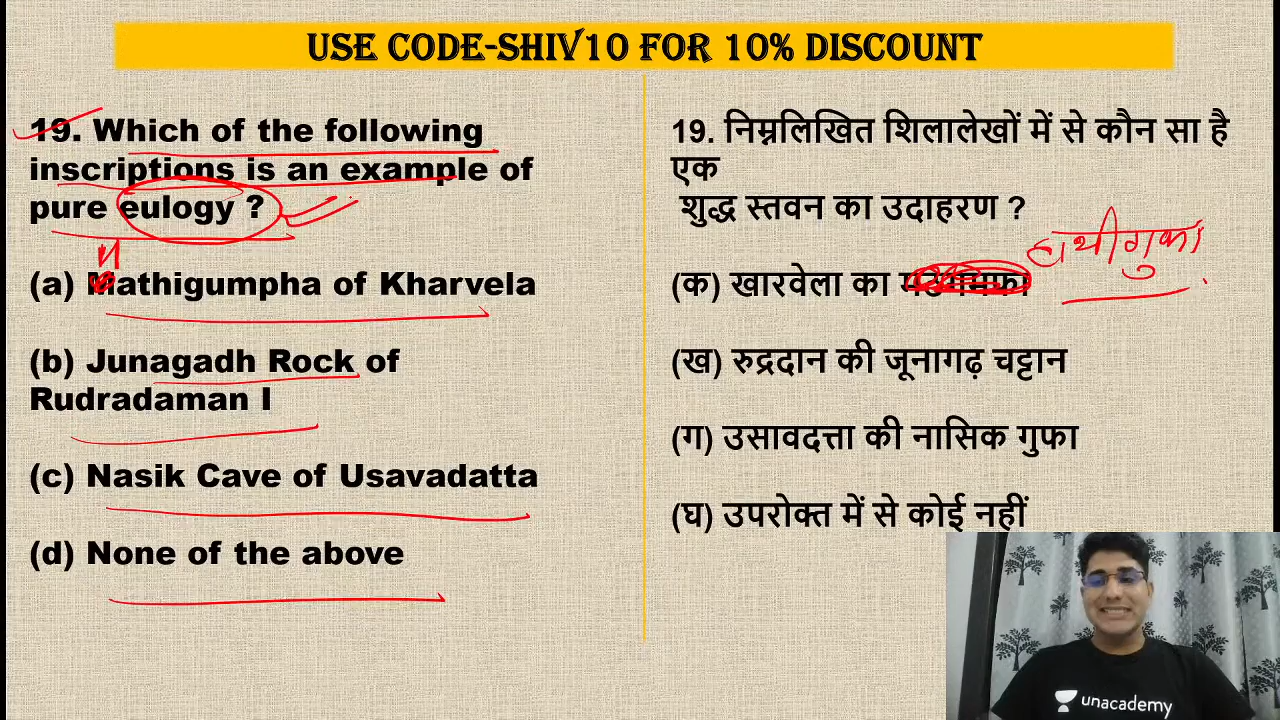 USE CODE-SHIV10 FOR 10% DISCOUNT
19. Which of the following
inscriptions is an example of
pure eulogy ?
H
(a) Mathigumpha of Kharvela
(b) Junagadh Rock of
Rudradaman I
(c) Nasik Cave of Usavadatta
(d) None of the above
19. निम्नलिखित शिलालेखों में से कौन सा है
एक
शुद्ध स्तवन का उदाहरण ?
हाथीगुफा
(क) खारवेला का
(ख) रुद्रदान की जूनागढ़ चट्टान
(ग) उसावदत्ता की नासिक गुफा
(घ) उपरोक्त में से कोई नहीं
unacademy